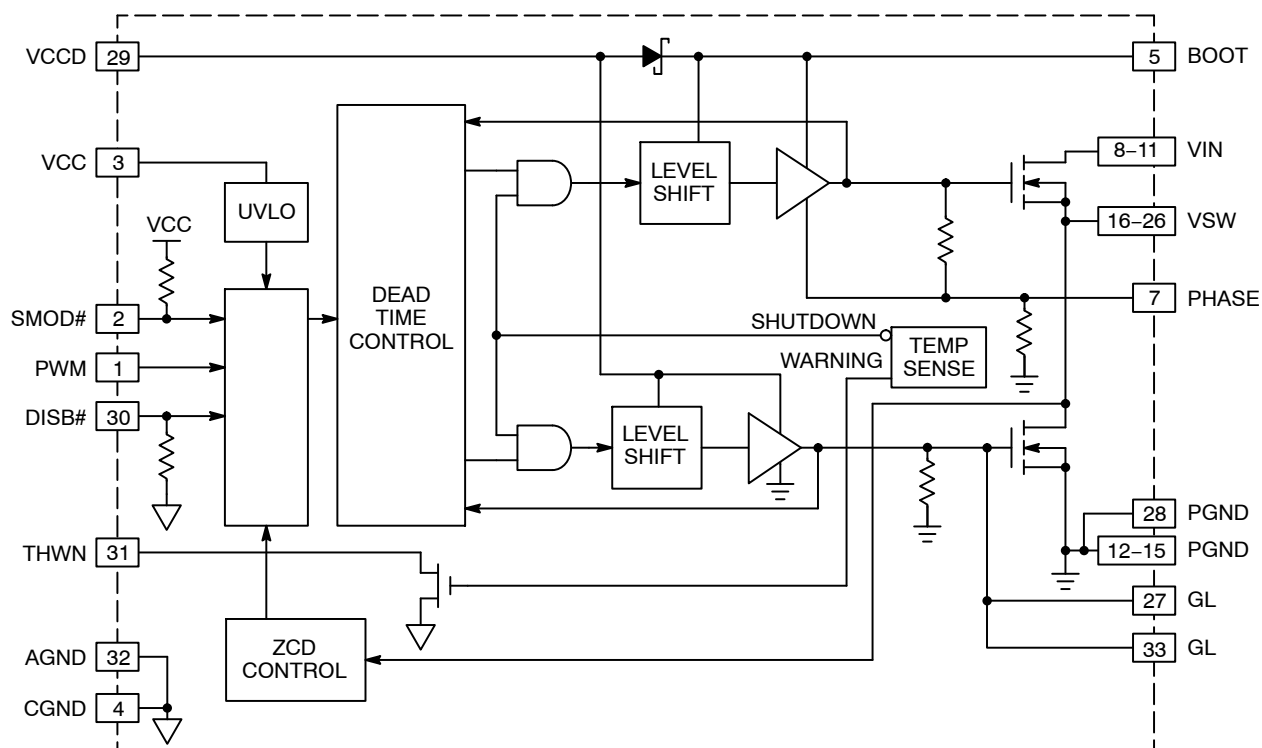 VCCD 29
5 BOOT
VCC 3
8–11 VIN
LEVEL
SHIFT
UVLO
VCC
16–26 VSW
DEAD
TIME
CONTROL
7 PHASE
SMOD# 2
SHUTDOWN
TEMP
SENSE
WARNING
PWM 1
DISB# 30
LEVEL
SHIFT
28 PGND
THWN 31
12–15 PGND
27 GL
ZCD
CONTROL
33 GL
AGND 32
CGND 4